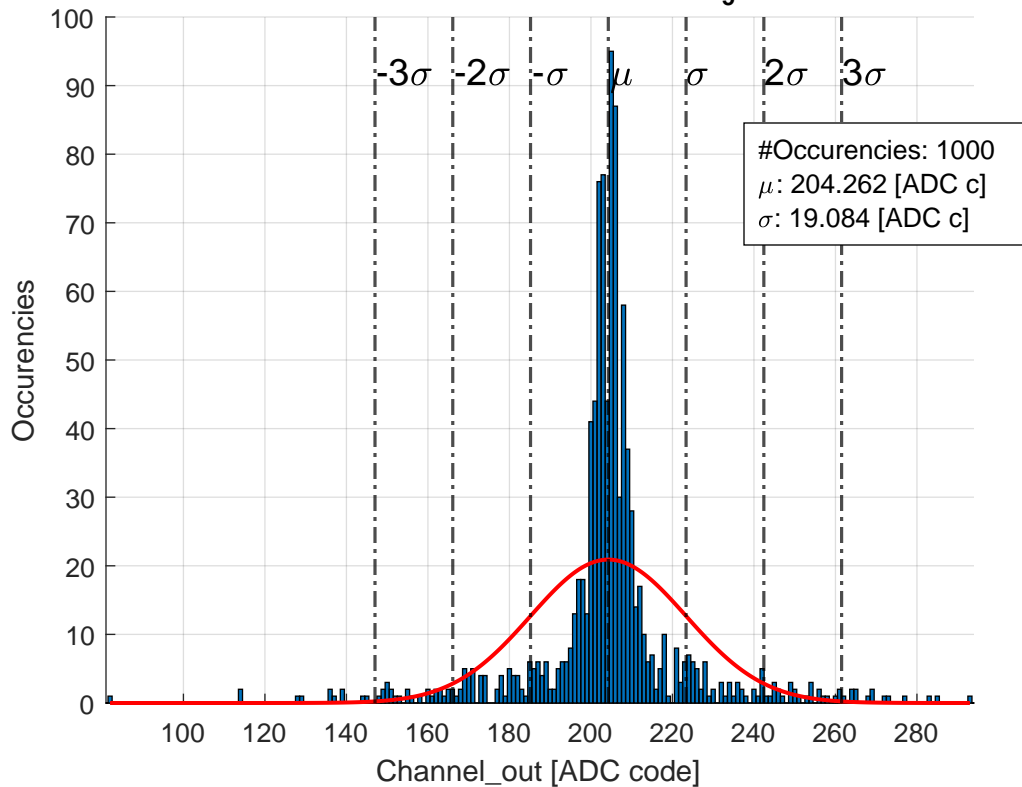 100
90
80
70
60
50
40
30
20
10
0
Occurencies
-3σ -2σ -σ μ σ 2σ 3σ
#Occurencies: 1000
μ: 204.262 [ADC c]
σ: 19.084 [ADC c]
100 120 140 160 180 200 220 240 260 280
Channel_out [ADC code]